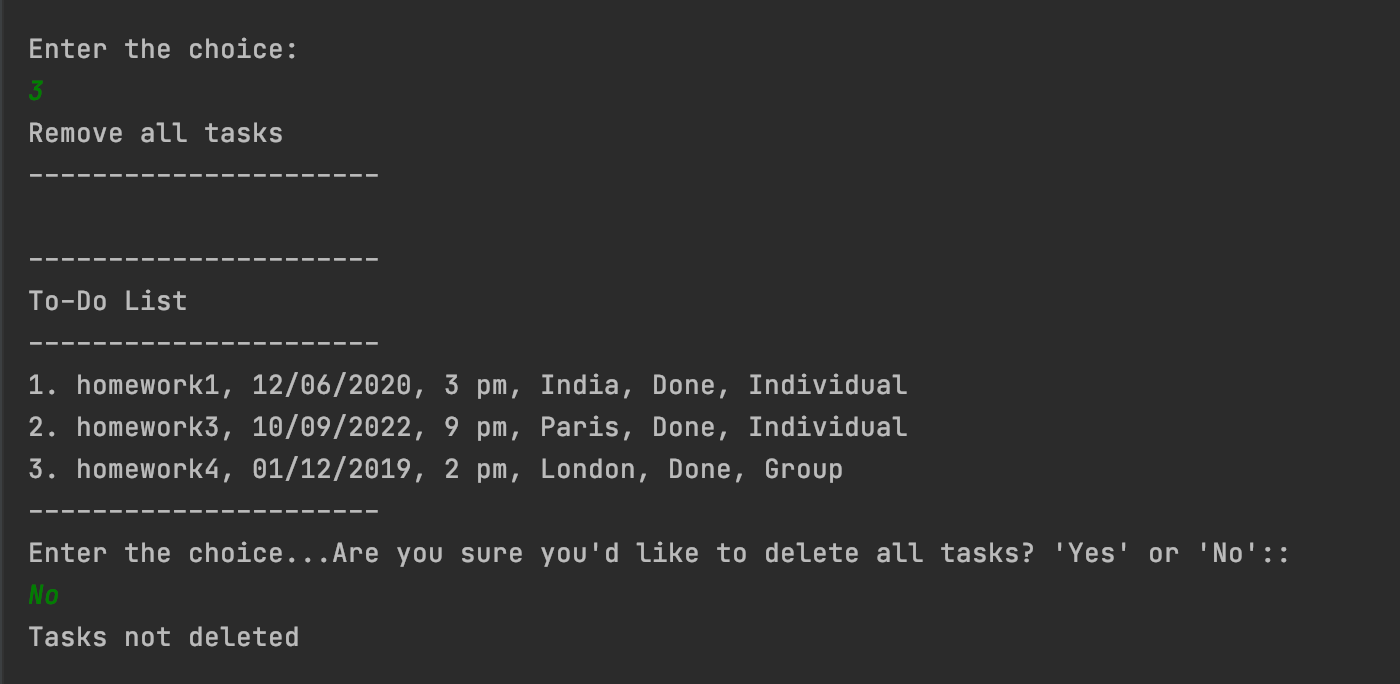 Enter the choice:
3
Remove all tasks
----------------------
----------------------
To-Do List
----------------------
1. homework1, 12/06/2020, 3 pm, India, Done, Individual
2. homework3, 10/09/2022, 9 pm, Paris, Done, Individual
3. homework4, 01/12/2019, 2 pm, London, Done, Group
----------------------
Enter the choice...Are you sure you'd like to delete all tasks? 'Yes' or 'No'::
No
Tasks not deleted